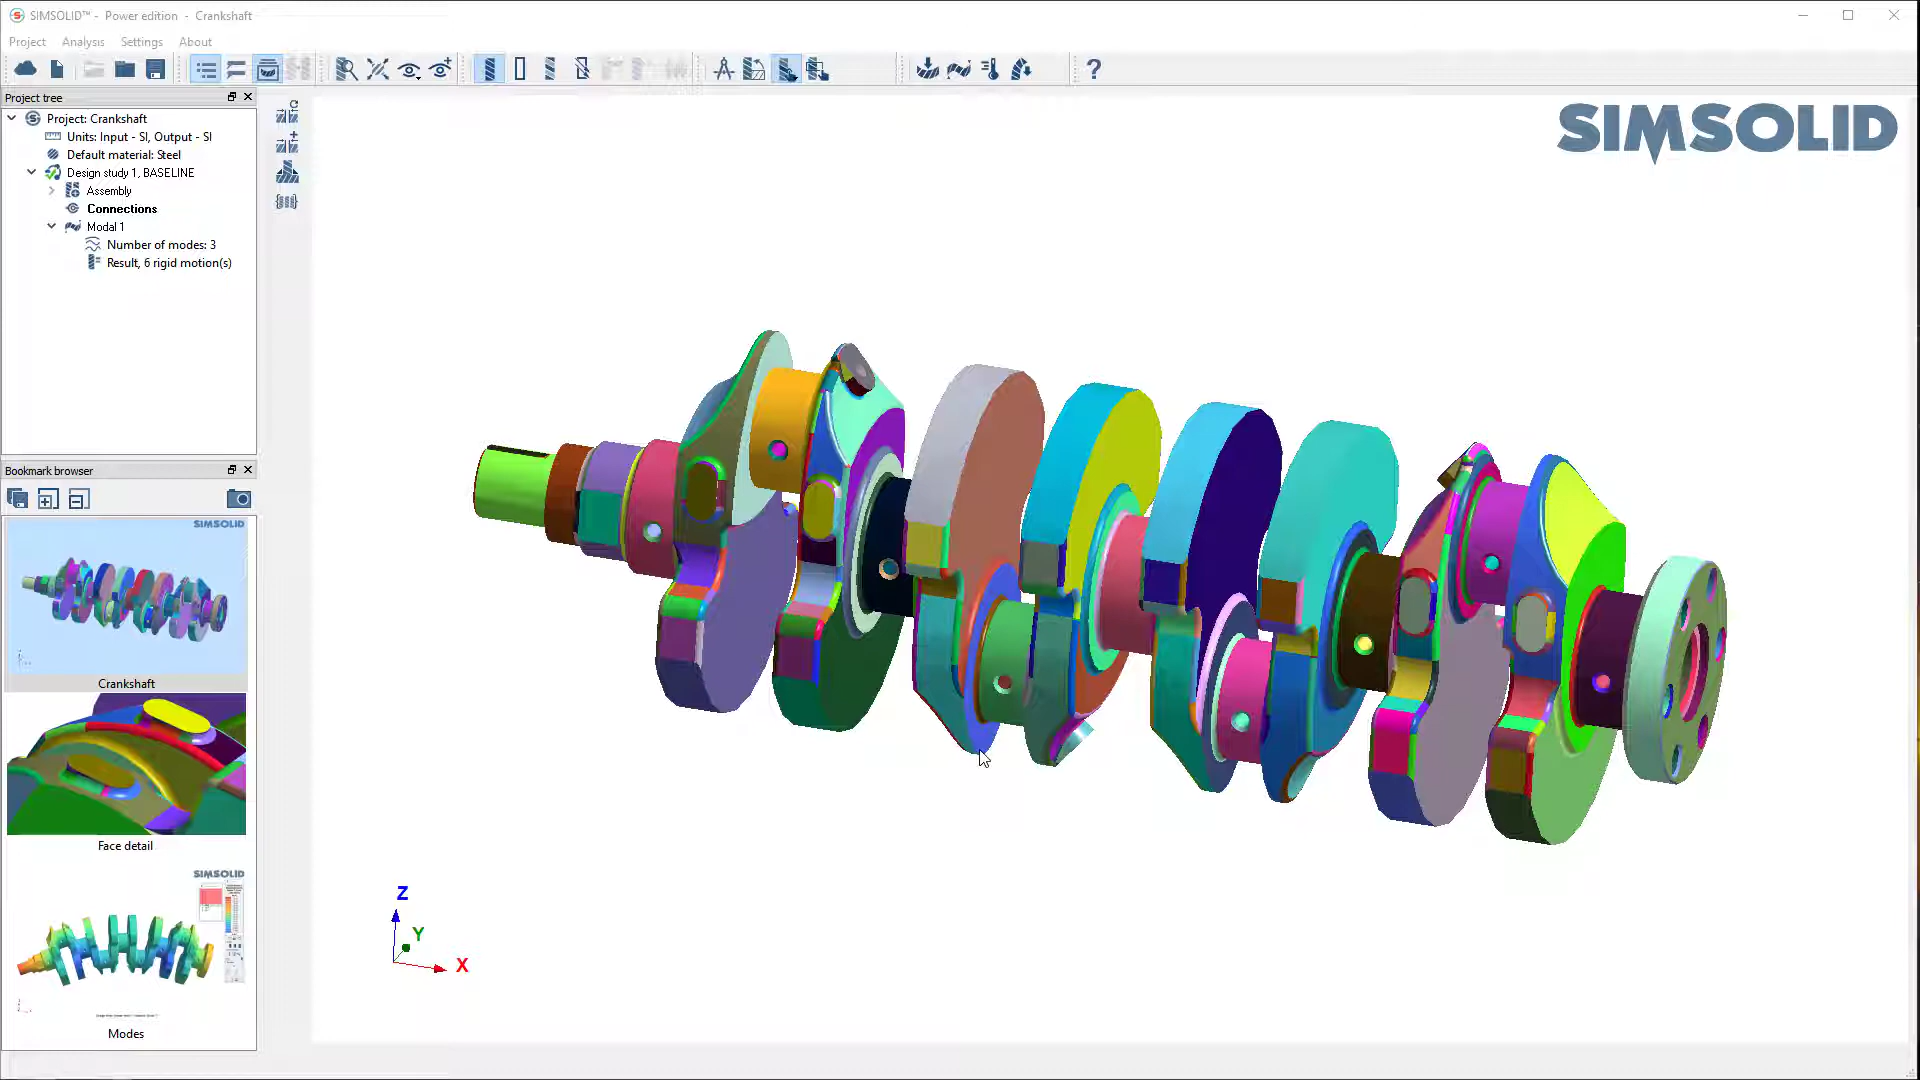 SIMSOLID™ - Power edition - Crankshaft
Project Analysis Settings About
?
Project tree
Project: Crankshaft
Units: Input - SI, Output - SI
Default material: Steel
Design study 1, BASELINE
Assembly
Connections
Modal 1
Number of modes: 3
Result, 6 rigid motion(s)
Bookmark browser
SIMSOLID
Crankshaft
Face detail
SIMSOLID
Modes
SIMSOLID
Z
Y
X